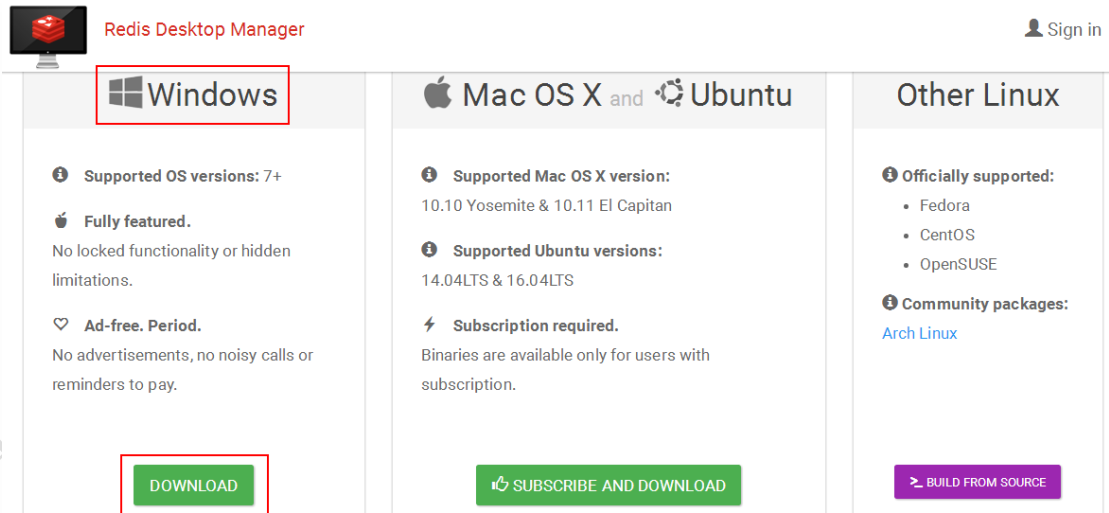 Redis Desktop Manager
Sign in
Windows
Supported OS versions: 7+
Fully featured.
No locked functionality or hidden
limitations.
Ad-free. Period.
No advertisements, no noisy calls or
reminders to pay.
DOWNLOAD
Mac OS X and Ubuntu
Supported Mac OS X version:
10.10 Yosemite & 10.11 El Capitan
Supported Ubuntu versions:
14.04LTS & 16.04LTS
Subscription required.
Binaries are available only for users with
subscription.
SUBSCRIBE AND DOWNLOAD
Other Linux
Officially supported:
• Fedora
• CentOS
• OpenSUSE
Community packages:
Arch Linux
BUILD FROM SOURCE